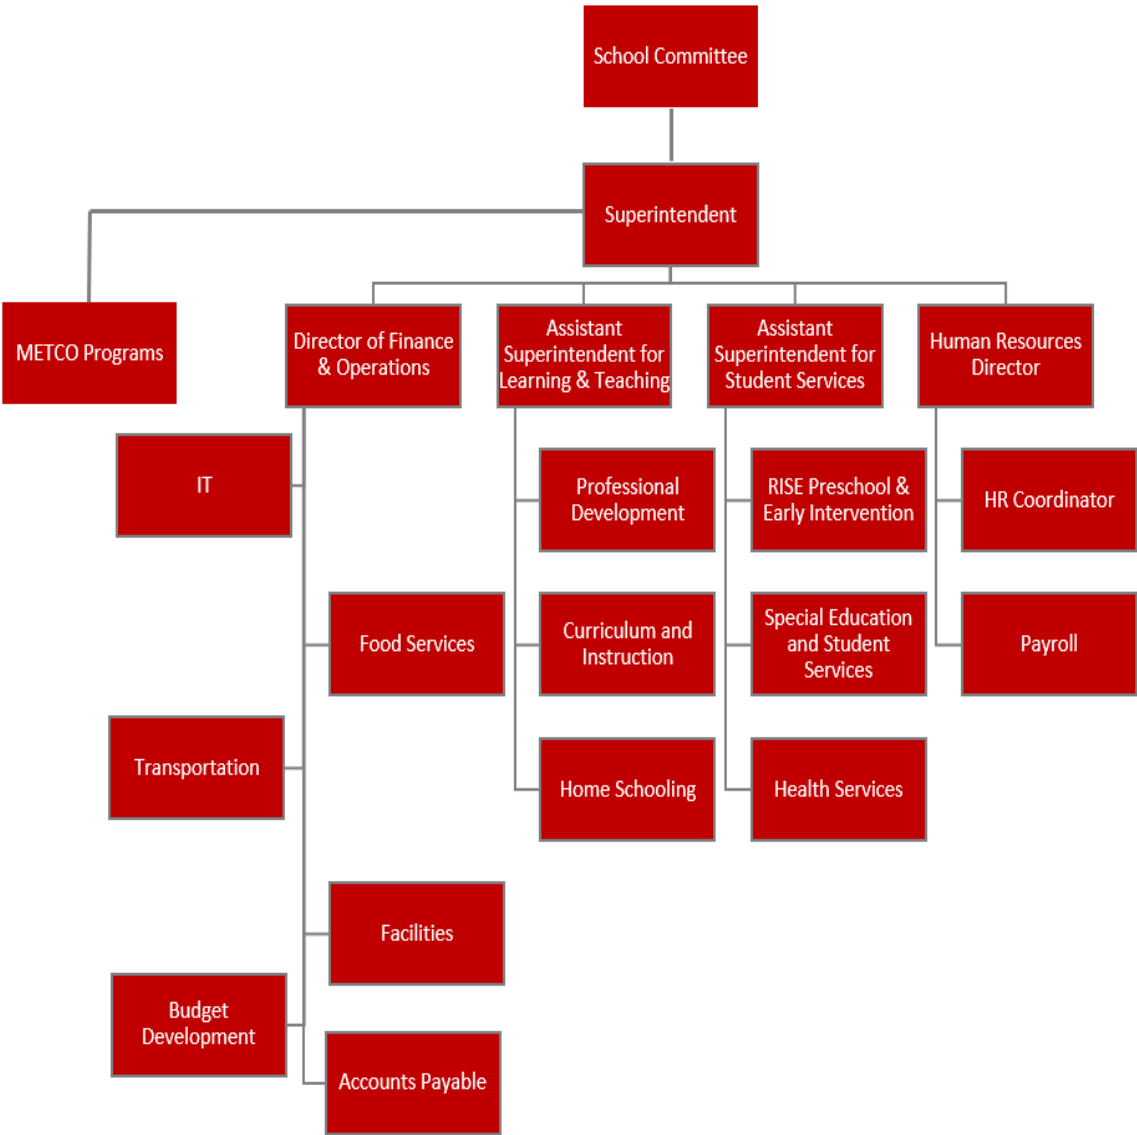 School Committee
Superintendent
METCO Programs
Director of Finance
& Operations
Assistant
Superintendent for
Learning & Teaching
Assistant
Superintendent for
Student Services
Human Resources
Director
IT
Professional
Development
RISE Preschool &
Early Intervention
HR Coordinator
Food Services
Curriculum and
Instruction
Special Education
and Student
Services
Payroll
Transportation
Home Schooling
Health Services
Facilities
Budget
Development
Accounts Payable